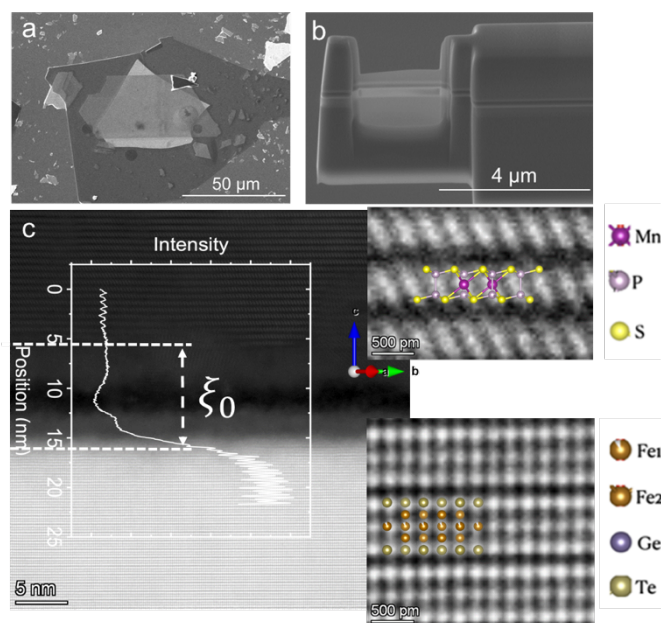 a
50 µm
b
4 µm
c
Intensity
0
5
10
15
20
25
Position (nm)
ξ0
5 nm
500 pm
c
a
b
Mn
P
S
500 pm
Fe1
Fe2
Ge
Te